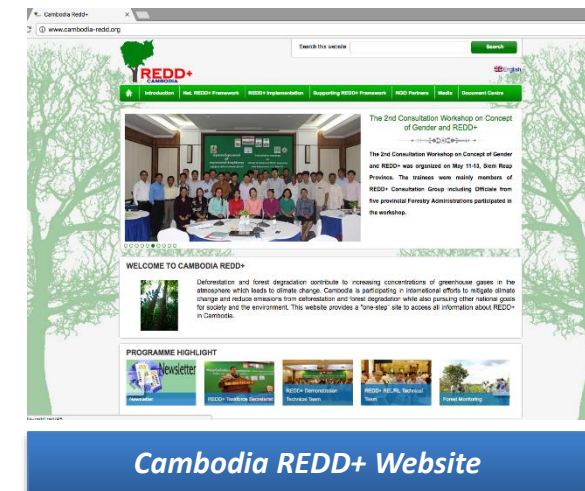 Cambodia Redd+
www.cambodia-redd.org
Search this website
Search
REDD+
CAMBODIA
English
Introduction Nat. REDD+ Framework REDD+ Implementation Supporting REDD+ Framework NGO Partners Media Document Centre
The 2nd Consultation Workshop on Concept
of Gender and REDD+
The 2nd Consultation Workshop on Concept of Gender
and REDD+ was organized on May 11-13, Siem Reap
Province. The trainees were mainly members of
REDD+ Consultation Group including Officials from
five provincial Forestry Administrations participated in
the workshop.
WELCOME TO CAMBODIA REDD+
Deforestation and forest degradation contribute to increasing concentrations of greenhouse gases in the
atmosphere which leads to climate change. Cambodia is participating in international efforts to mitigate climate
change and reduce emissions from deforestation and forest degradation while also pursuing other national goals
for society and the environment. This website provides a "one-step" site to access all information about REDD+
in Cambodia.
PROGRAMME HIGHLIGHT
Newsletter
Newsletter
REDD+ Taskforce Secretariat
REDD+ Demonstration
Technical Team
REDD+ REL/RL Technical
Team
Forest Monitoring
Cambodia REDD+ Website